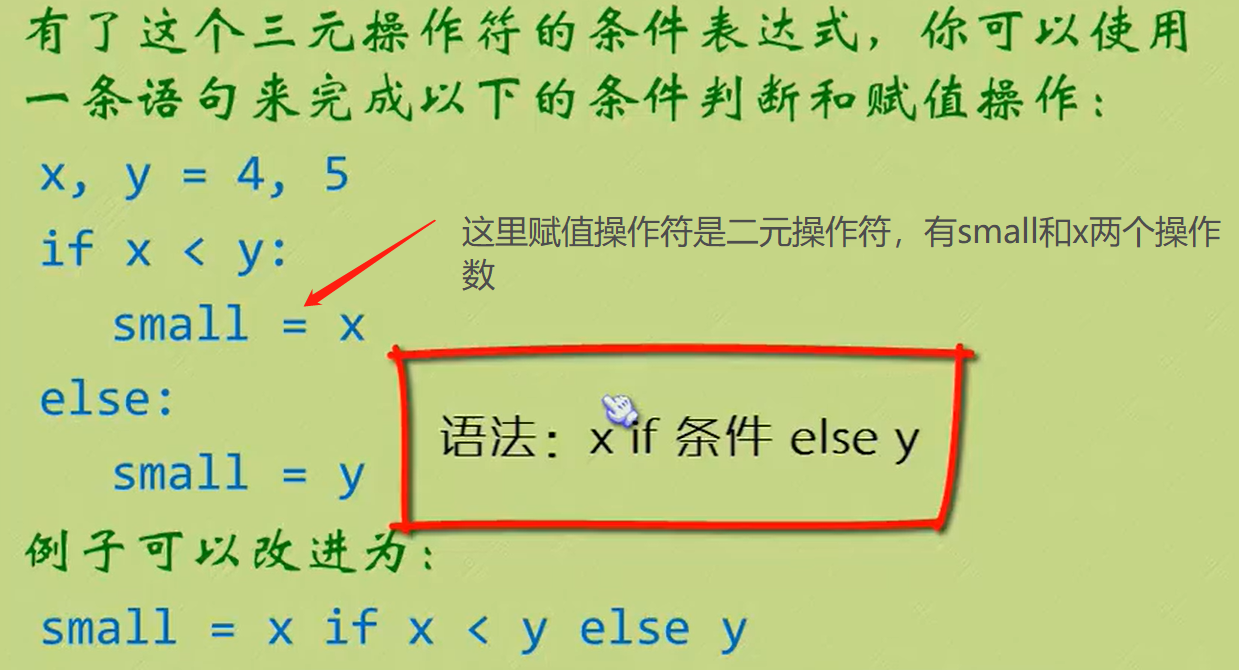 有了这个三元操作符的条件表达式，你可以使用
一条语句来完成以下的条件判断和赋值操作：
x, y = 4, 5
if x < y:
这里赋值操作符是二元操作符，有small和x两个操作
数
small = x
else:
语法：x if 条件 else y
small = y
例子可以改进为：
small = x if x < y else y